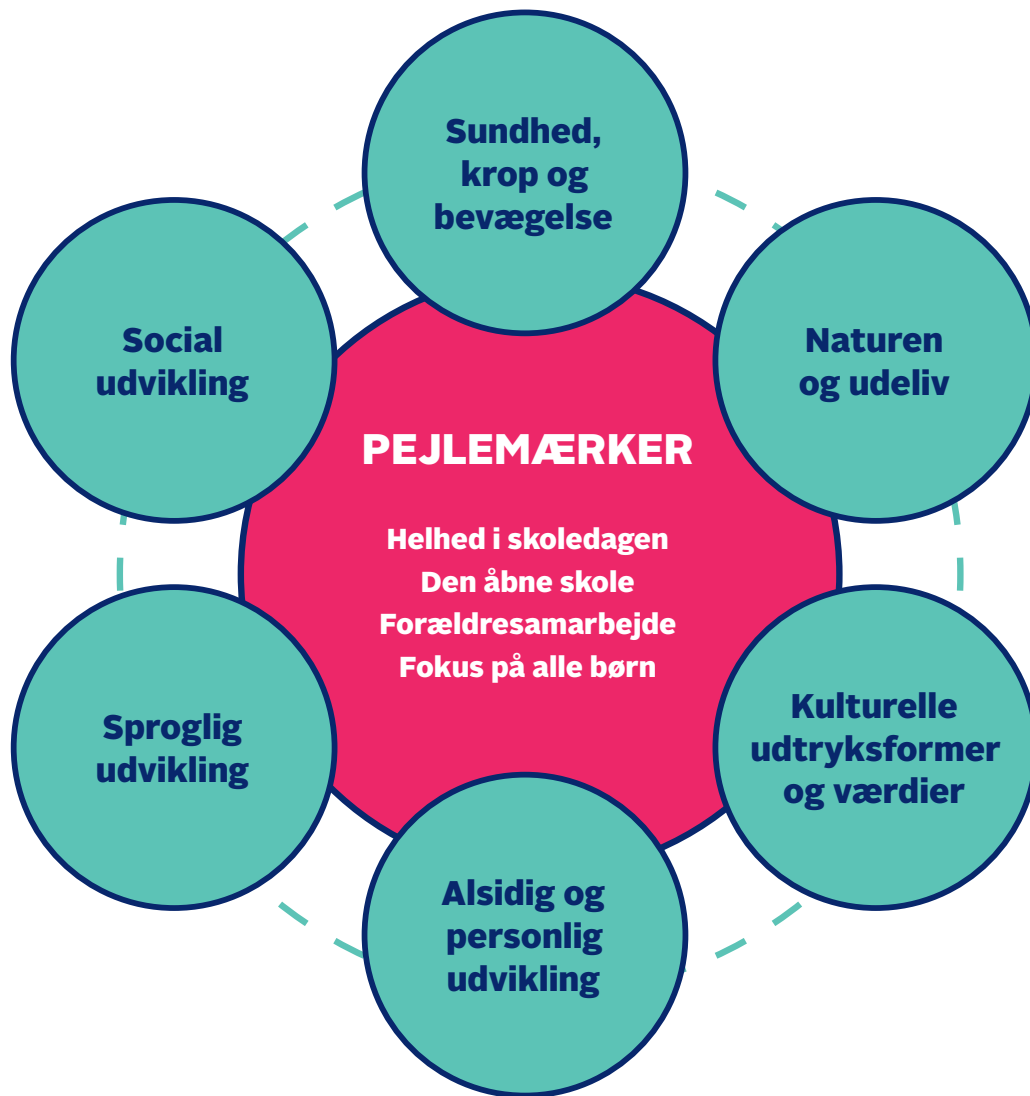 Sundhed,
krop og
bevægelse
Social
udvikling
Naturen
og udeliv
PEJLEMÆRKER
Helhed i skoledagen
Den åbne skole
Forældresamarbejde
Fokus på alle børn
Sproglig
udvikling
Kulturelle
udtryksformer
og værdier
Alsidig og
personlig
udvikling